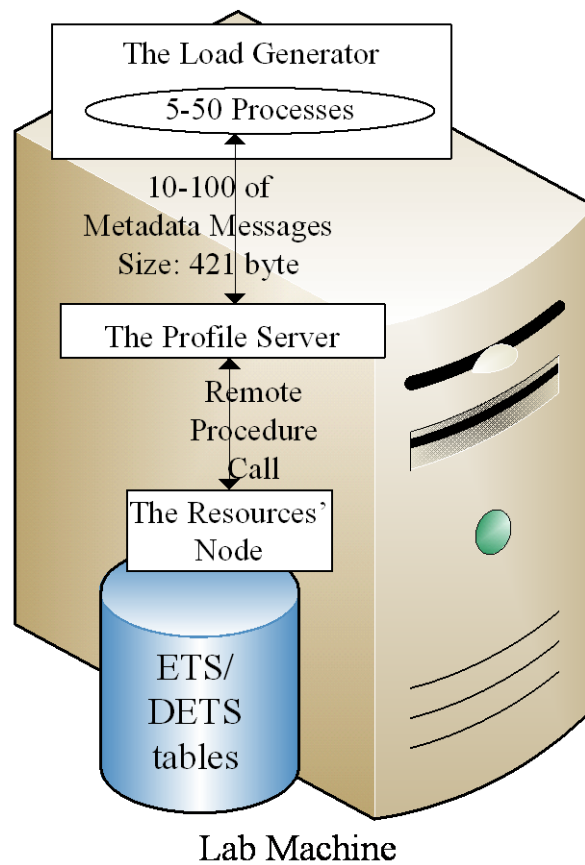 The Load Generator
5-50 Processes
10-100 of
Metadata Messages
Size: 421 byte
The Profile Server
Remote
Procedure
Call
The Resources’
Node
ETS/
DETS
tables
Lab Machine